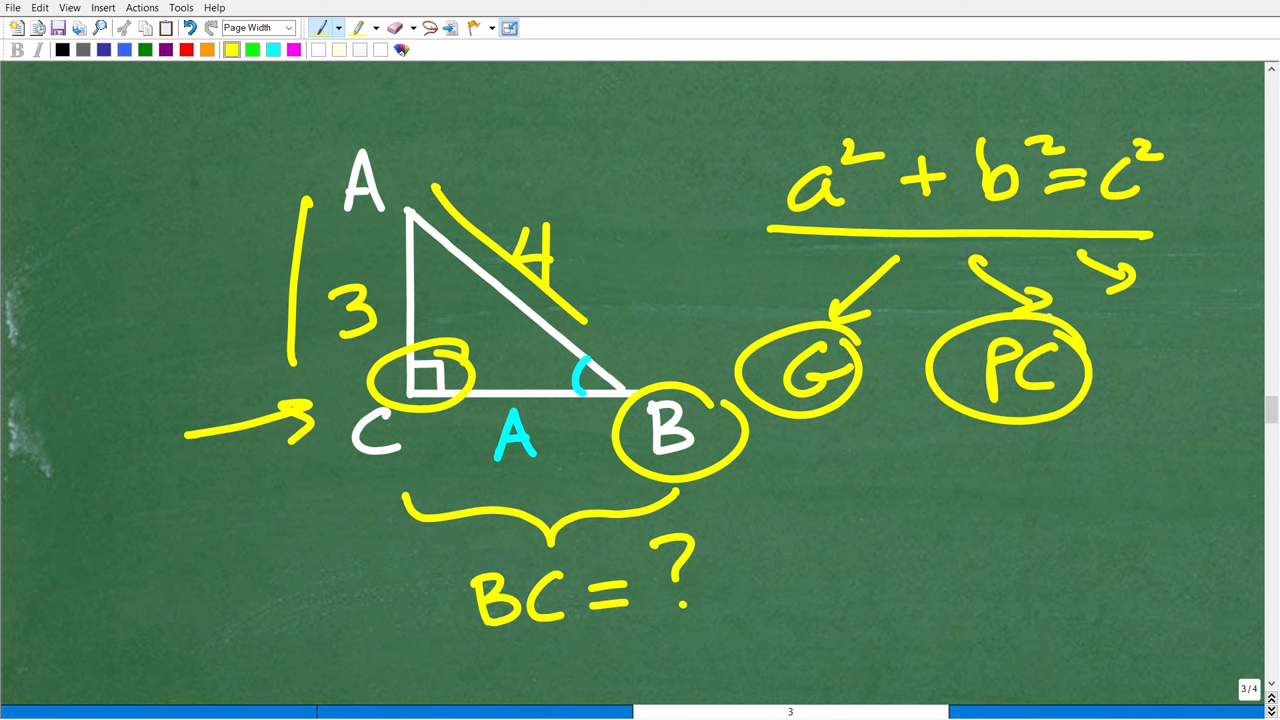 File Edit View Insert Actions Tools Help
Page Width
B I
A
a² + b² = c²
4
3
G PC
C A B
BC = ?
3 / 4
3